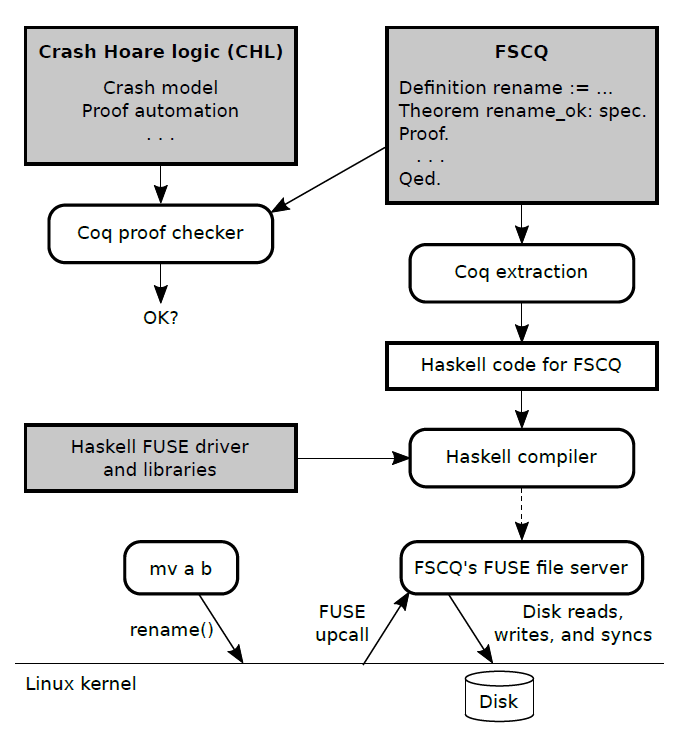 Crash Hoare logic (CHL)
Crash model
Proof automation
. . .
FSCQ
Definition rename := ...
Theorem rename_ok: spec.
Proof.
. . .
Qed.
Coq proof checker
OK?
Coq extraction
Haskell code for FSCQ
Haskell FUSE driver
and libraries
Haskell compiler
mv a b
FSCQ's FUSE file server
rename()
FUSE
upcall
Disk reads,
writes, and syncs
Linux kernel
Disk